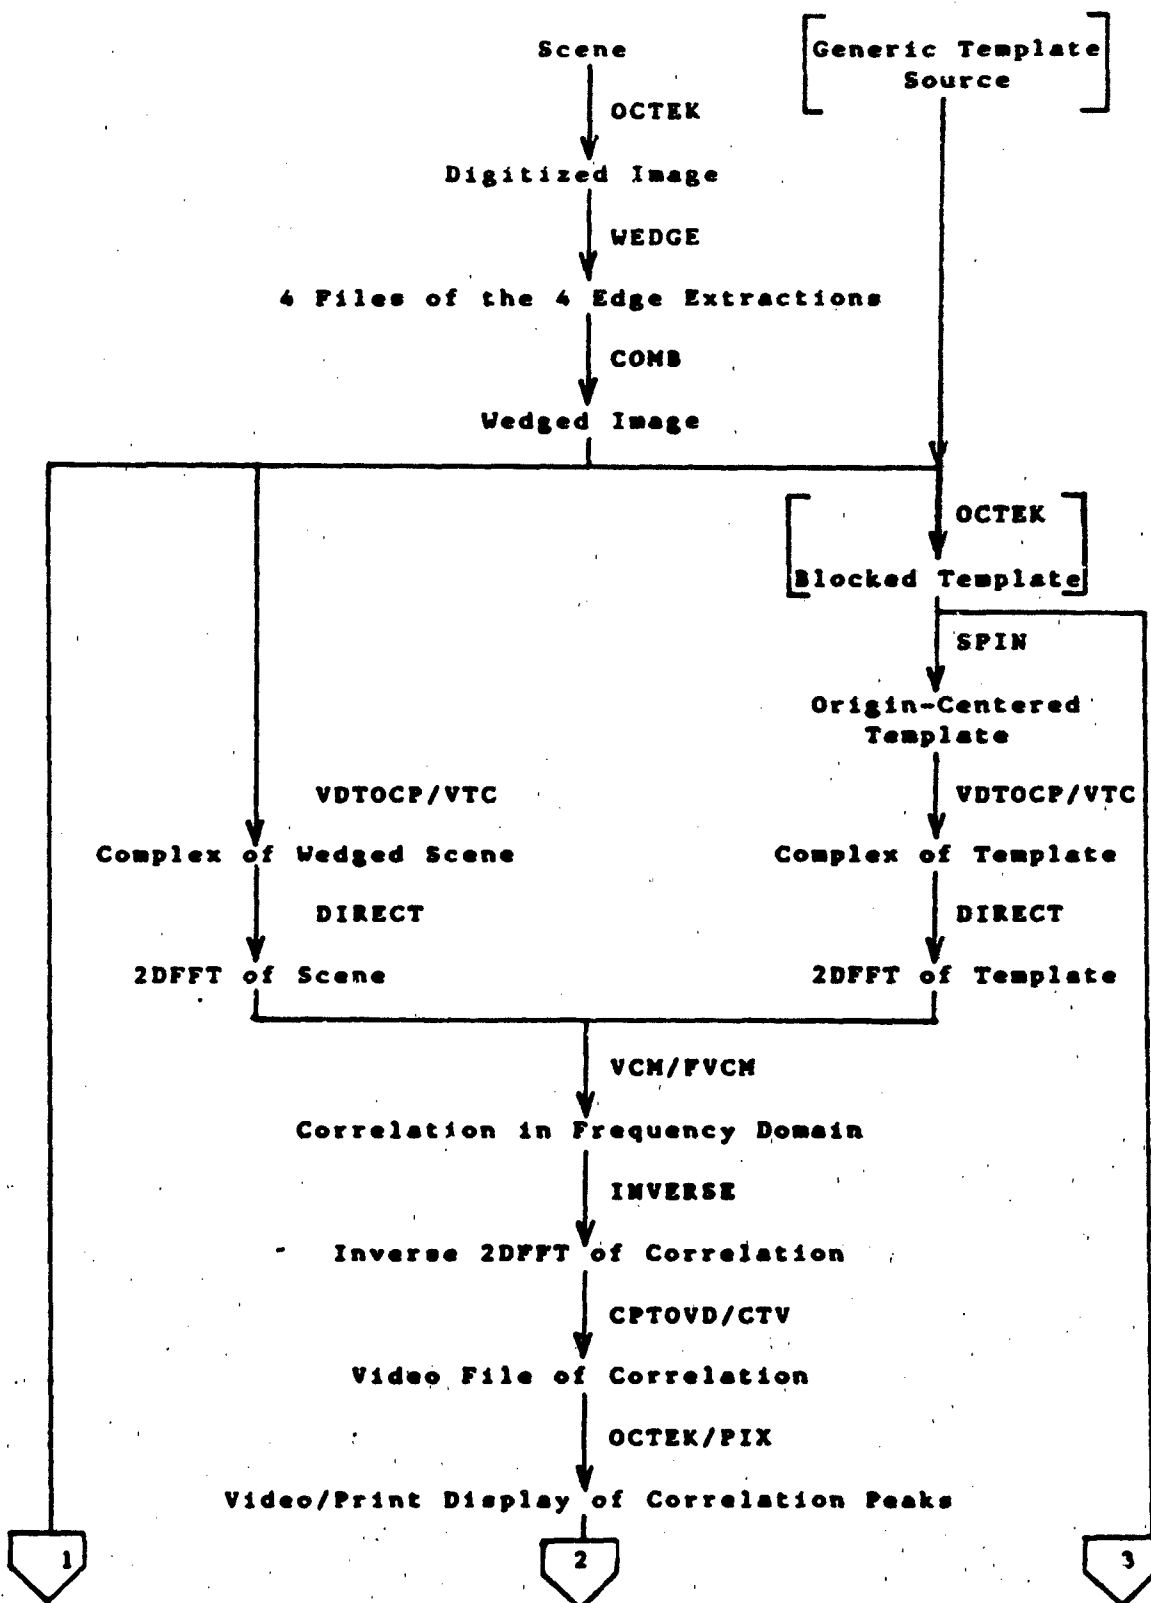 Scene
Generic Template
Source
OCTEK
Digitized Image
WEDGE
4 Files of the 4 Edge Extractions
COMB
Wedged Image
OCTEK
Blocked Template
SPIN
Origin-Centered
Template
VDTOCP/VTC
VDTOCP/VTC
Complex of Wedged Scene
Complex of Template
DIRECT
DIRECT
2DFFT of Scene
2DFFT of Template
VCM/FVCM
Correlation in Frequency Domain
INVERSE
Inverse 2DFFT of Correlation
CPTOVD/CTV
Video File of Correlation
OCTEK/PIX
Video/Print Display of Correlation Peaks
1
2
3